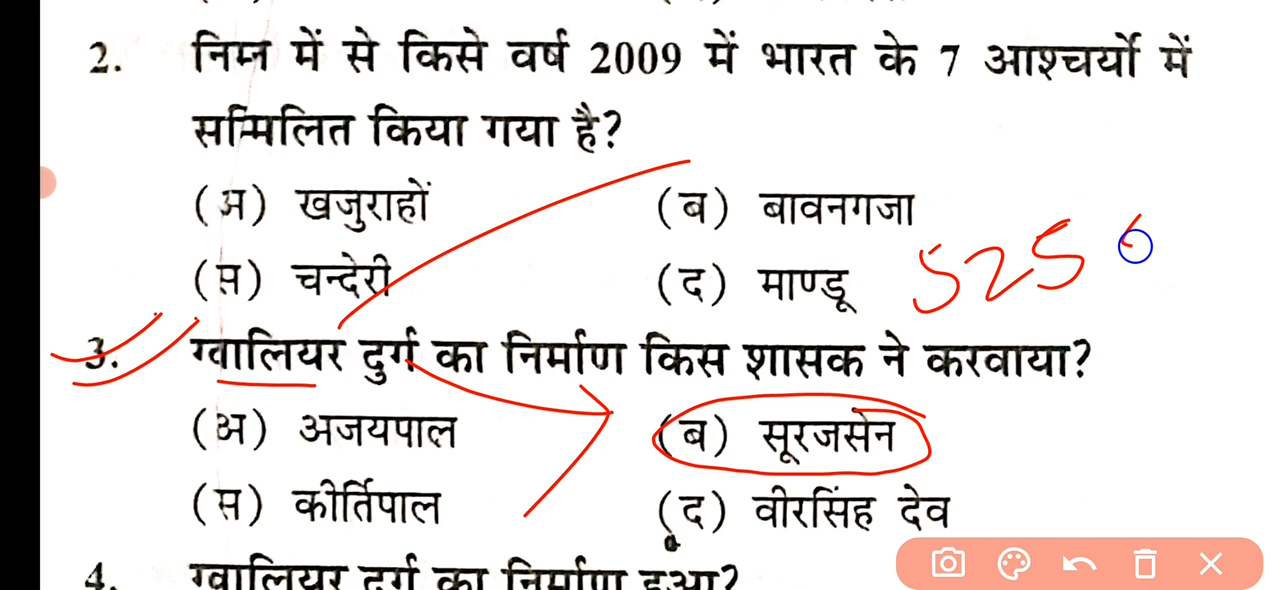 2. निम्न में से किसे वर्ष 2009 में भारत के 7 आश्चर्यो में
सम्मिलित किया गया है?
(अ) खजुराहों (ब) बावनगजा
(स) चन्देरी (द) माण्डू 525
3. ग्वालियर दुर्ग का निर्माण किस शासक ने करवाया?
(अ) अजयपाल (ब) सूरजसेन
(स) कीर्तिपाल (द) वीरसिंह देव
4. ग्वालियर दुर्ग का निर्माण हुआ?